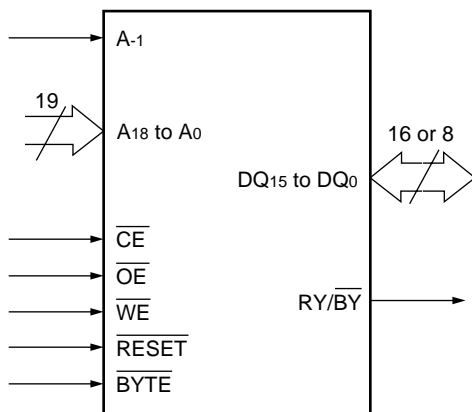 A-1
19
A18 to A0
16 or 8
DQ15 to DQ0
CE
OE
WE
RY/BY
RESET
BYTE